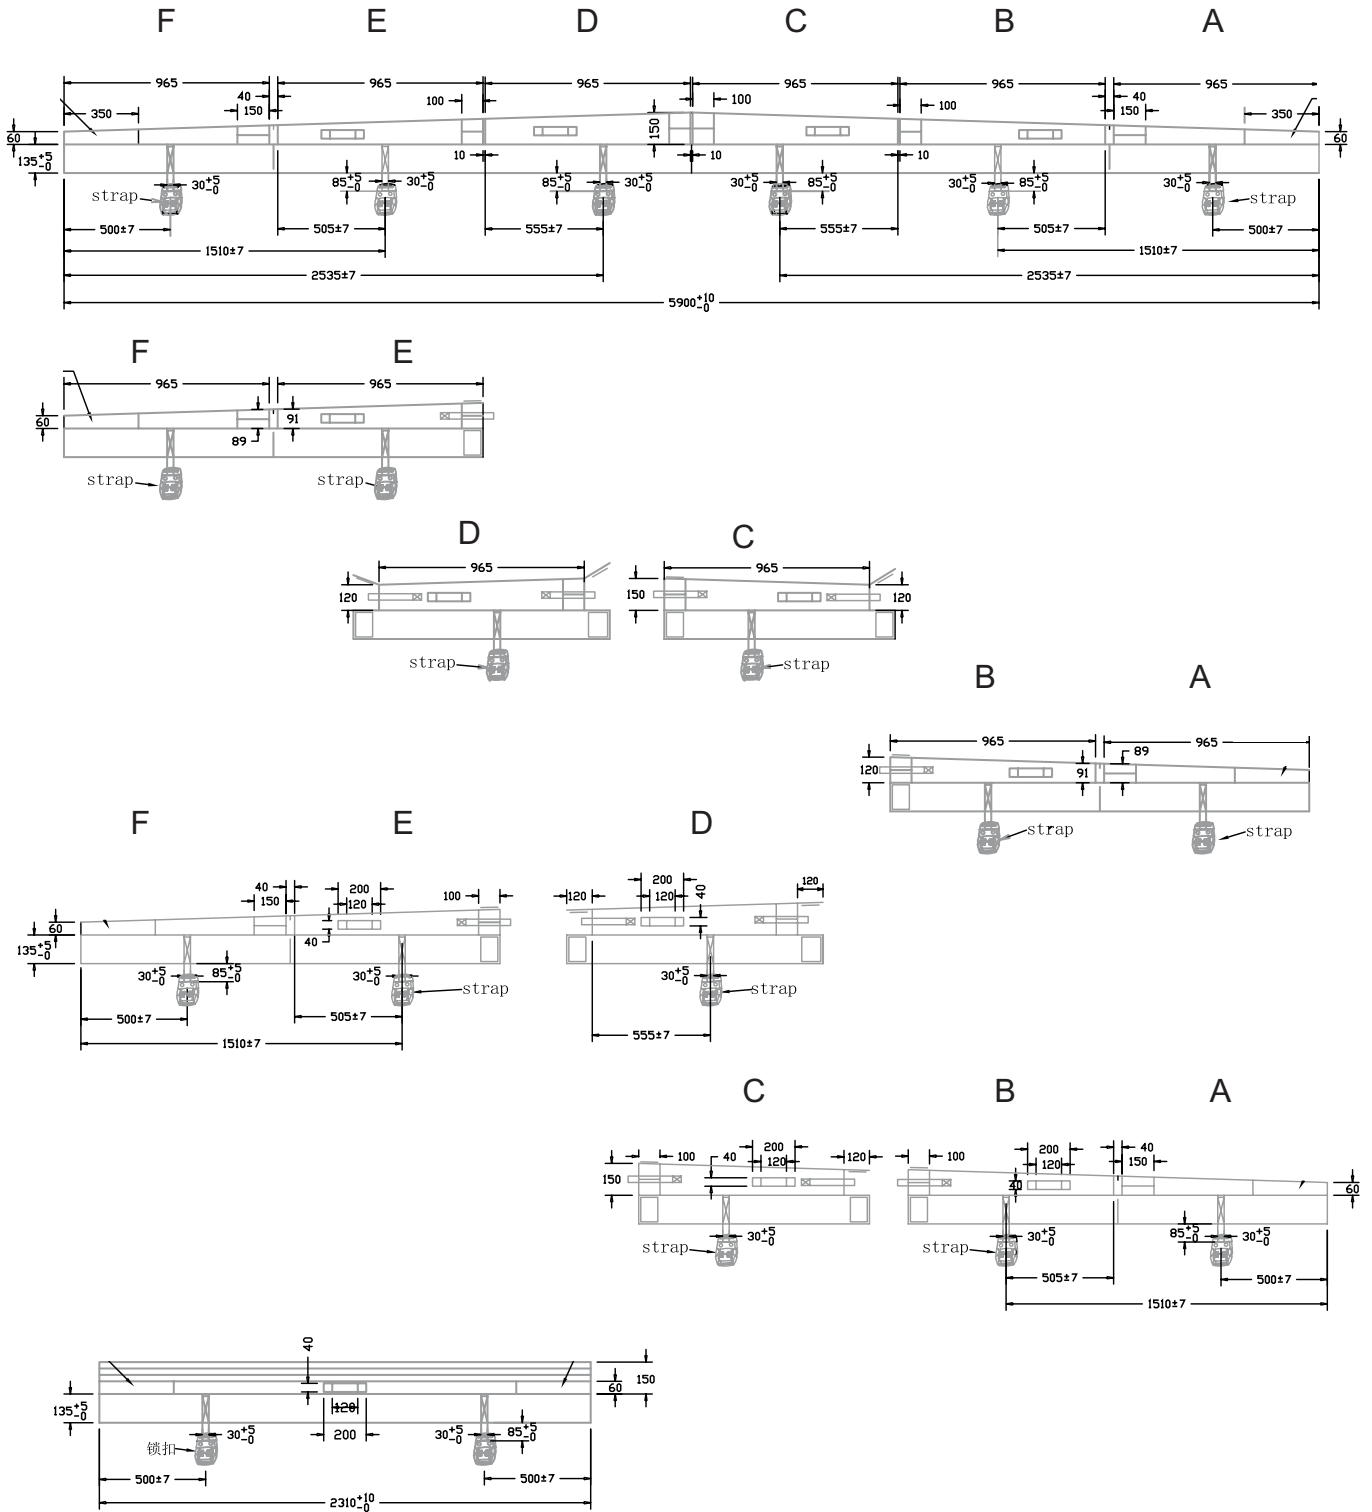 F E D C B A
965 965 965 965 965 965
40 100 100 100 40
350 150 150 350
60 150 60
135+5-0 10 10 10
strap 30+5-0 85+5-0 30+5-0 85+5-0 30+5-0 30+5-0 85+5-0 30+5-0 85+5-0 30+5-0 strap
500±7 505±7 555±7 555±7 505±7 500±7
1510±7 1510±7
2535±7 2535±7
5900+10-0
F E
965 965
60 89 91
strap strap
D C
965 965
120 150 120
strap strap
B A
965 965
120 91 89
strap strap
F E D
40 200 100 120 200 40 120
150 120 120
60 40
135+5-0
30+5-0 85+5-0 30+5-0 strap 30+5-0 strap
500±7 505±7 555±7
1510±7
C B A
100 40 200 120 100 200 40
120 120 150
150 40 60
strap 30+5-0 strap 30+5-0 85+5-0 30+5-0
505±7 500±7
1510±7
40
150
60
135+5-0 120
锁扣 30+5-0 200 30+5-0 85+5-0
500±7 500±7
2310+10-0